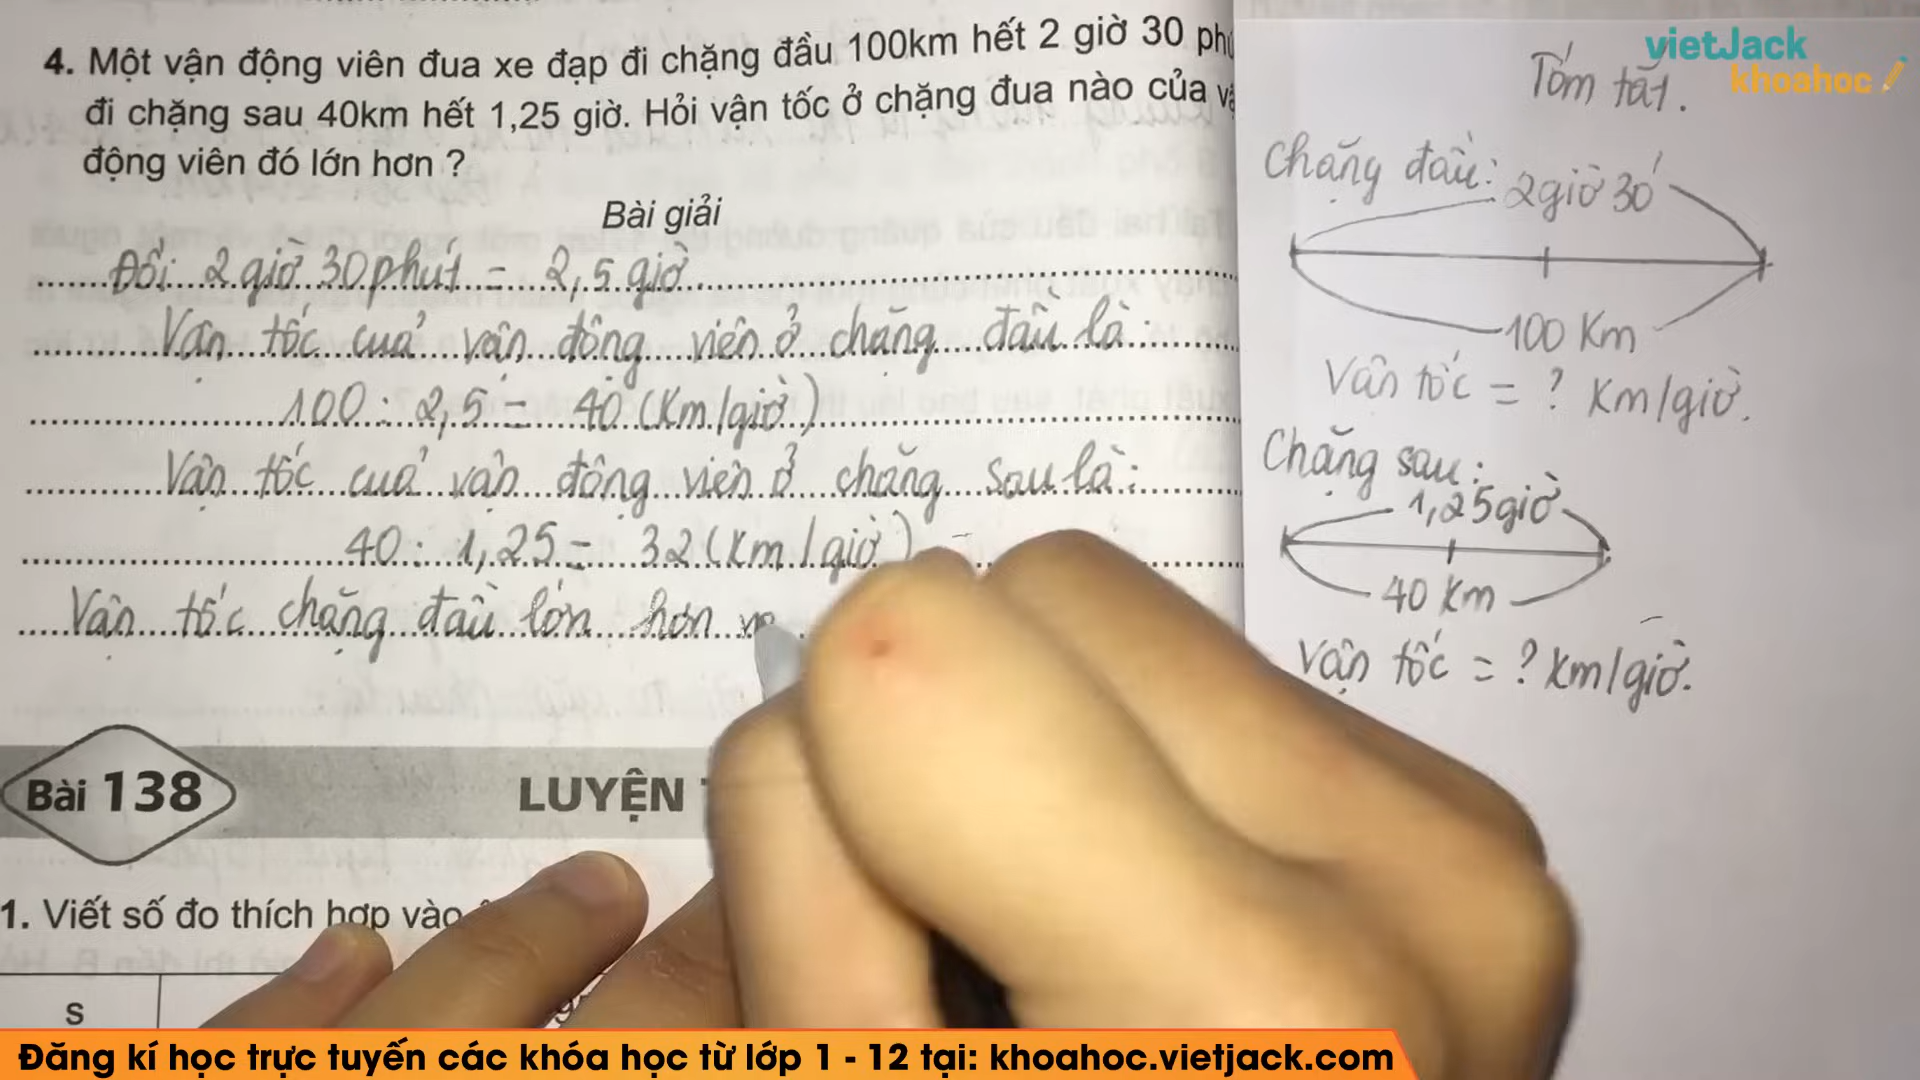 4. Một vận động viên đua xe đạp đi chặng đầu 100km hết 2 giờ 30
đi chặng sau 40km hết 1,25 giờ. Hỏi vận tốc ở chặng đua nào của
động viên đó lớn hơn ?
Bài giải
Đổi 2 giờ 30 phút = 2,5 giờ
Vận tốc của vận động viên ở chặng đầu là:
100 : 2,5 = 40 (Km/giờ)
Vận tốc của vận động viên ở chặng sau là:
40 : 1,25 = 32 (Km/giờ)
Vận tốc chặng đầu lớn hơn
Bài 138
LUYỆN
1. Viết số đo thích hợp vào
s
vietJack
khoahoc
Tóm tắt.
Chặng đầu: 2 giờ 30'
100 Km
Vận tốc = ? Km/giờ.
Chặng sau:
1,25 giờ
40 Km
Vận tốc = ? Km/giờ.
Đăng kí học trực tuyến các khóa học từ lớp 1 - 12 tại: khoahoc.vietjack.com